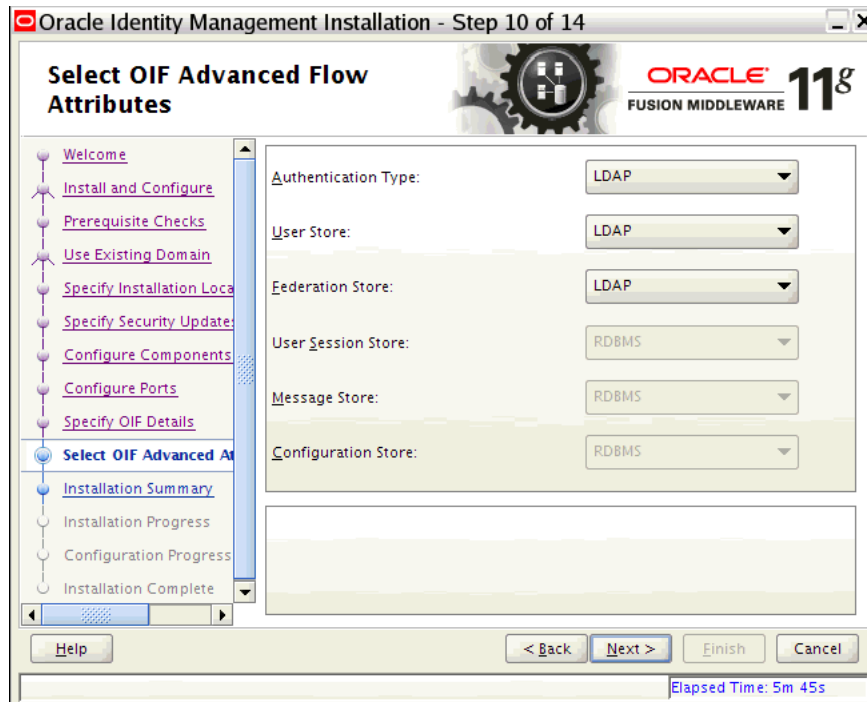 Oracle Identity Management Installation - Step 10 of 14
Select OIF Advanced Flow
Attributes
ORACLE
FUSION MIDDLEWARE 11g
Welcome
Install and Configure
Prerequisite Checks
Use Existing Domain
Specify Installation Loca
Specify Security Updates
Configure Components
Configure Ports
Specify OIF Details
Select OIF Advanced At
Installation Summary
Installation Progress
Configuration Progress
Installation Complete
Authentication Type: LDAP
User Store: LDAP
Federation Store: LDAP
User Session Store: RDBMS
Message Store: RDBMS
Configuration Store: RDBMS
Help < Back Next > Finish Cancel
Elapsed Time: 5m 45s